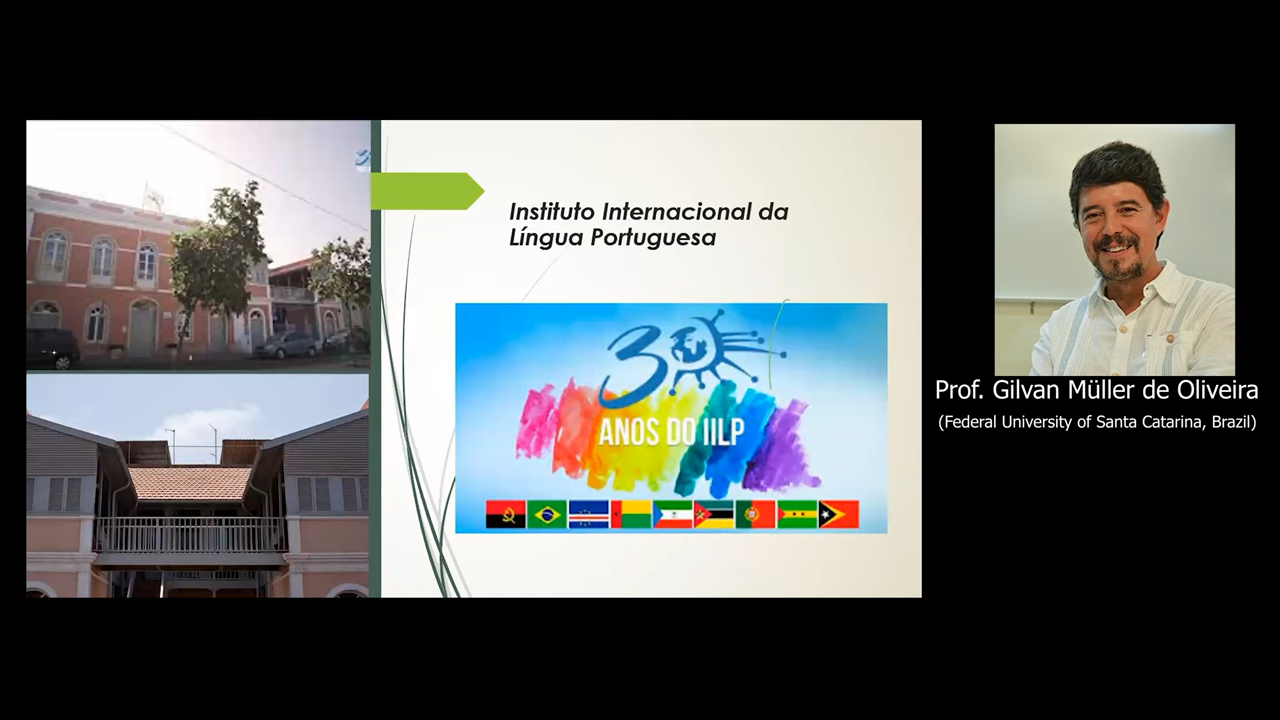 Instituto Internacional da
Língua Portuguesa
30
ANOS DO IILP
Prof. Gilvan Müller de Oliveira
(Federal University of Santa Catarina, Brazil)